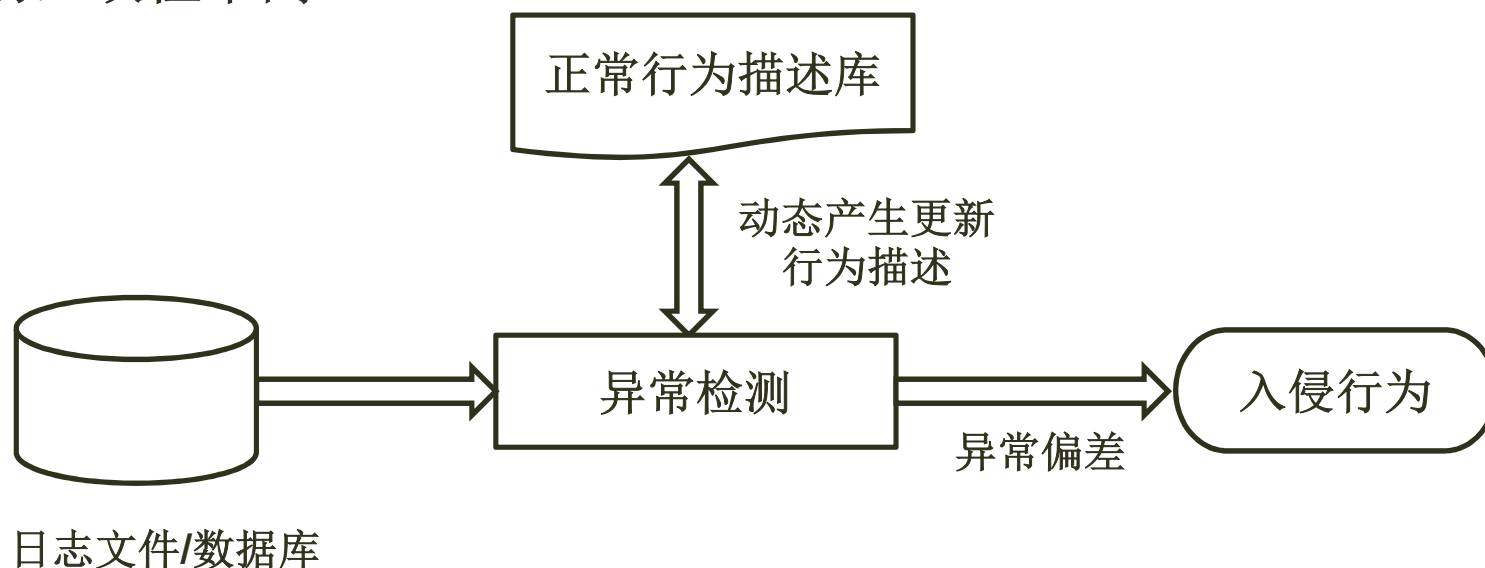 正常行为描述库
动态产生更新
行为描述
异常检测
入侵行为
异常偏差
日志文件/数据库